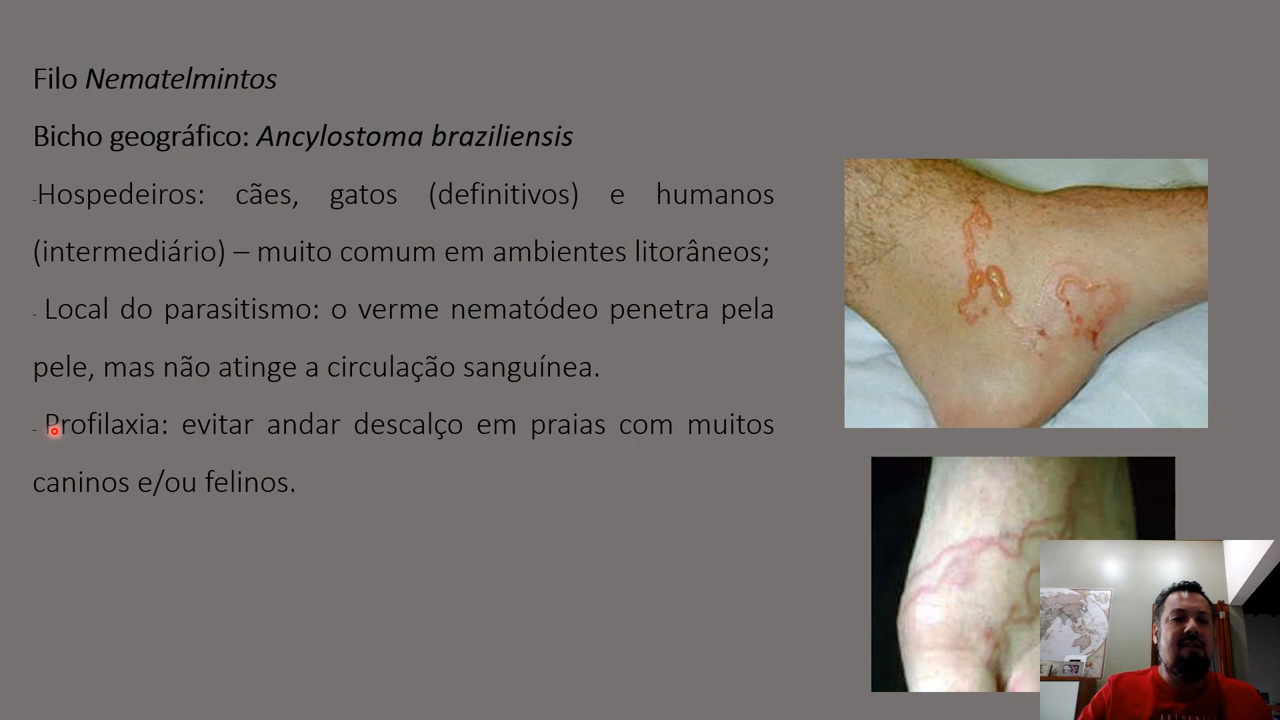 Filo Nematelmintos
Bicho geográfico: Ancylostoma braziliensis
-Hospedeiros: cães, gatos (definitivos) e humanos
(intermediário) – muito comum em ambientes litorâneos;
- Local do parasitismo: o verme nematódeo penetra pela
pele, mas não atinge a circulação sanguínea.
- Profilaxia: evitar andar descalço em praias com muitos
caninos e/ou felinos.